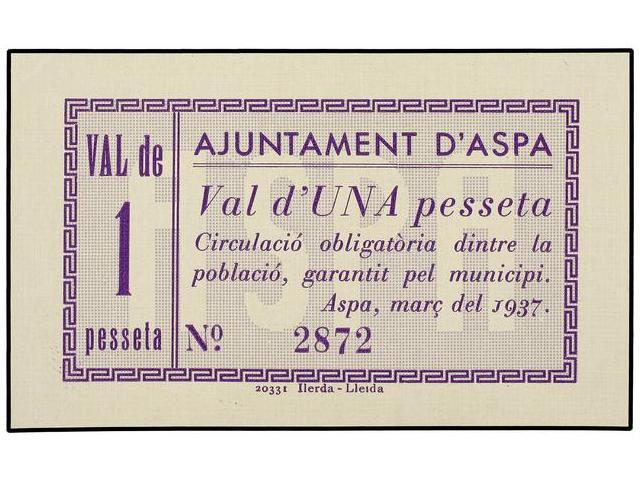 VAL de
1
pesseta
AJUNTAMENT D'ASPA
Val d'UNA pesseta
Circulació obligatòria dintre la
població, garantit pel municipi.
Aspa, març del 1937.
Nº 2872
ASPA
20331 Ilerda - Lleida